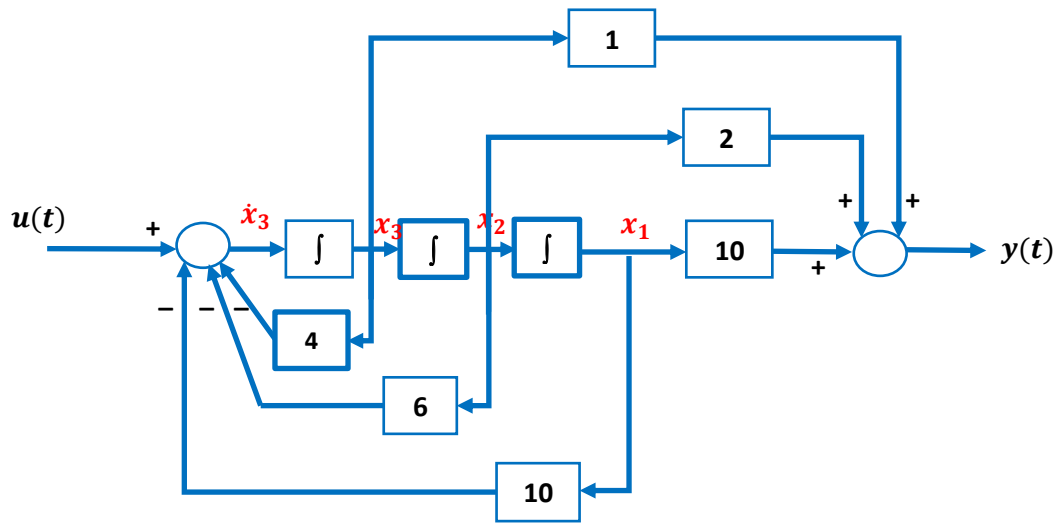 1
2
u(t)
+
ẋ₃
∫
x₃
∫
x₂
∫
x₁
10
+
+
+
y(t)
−
−
−
4
6
10